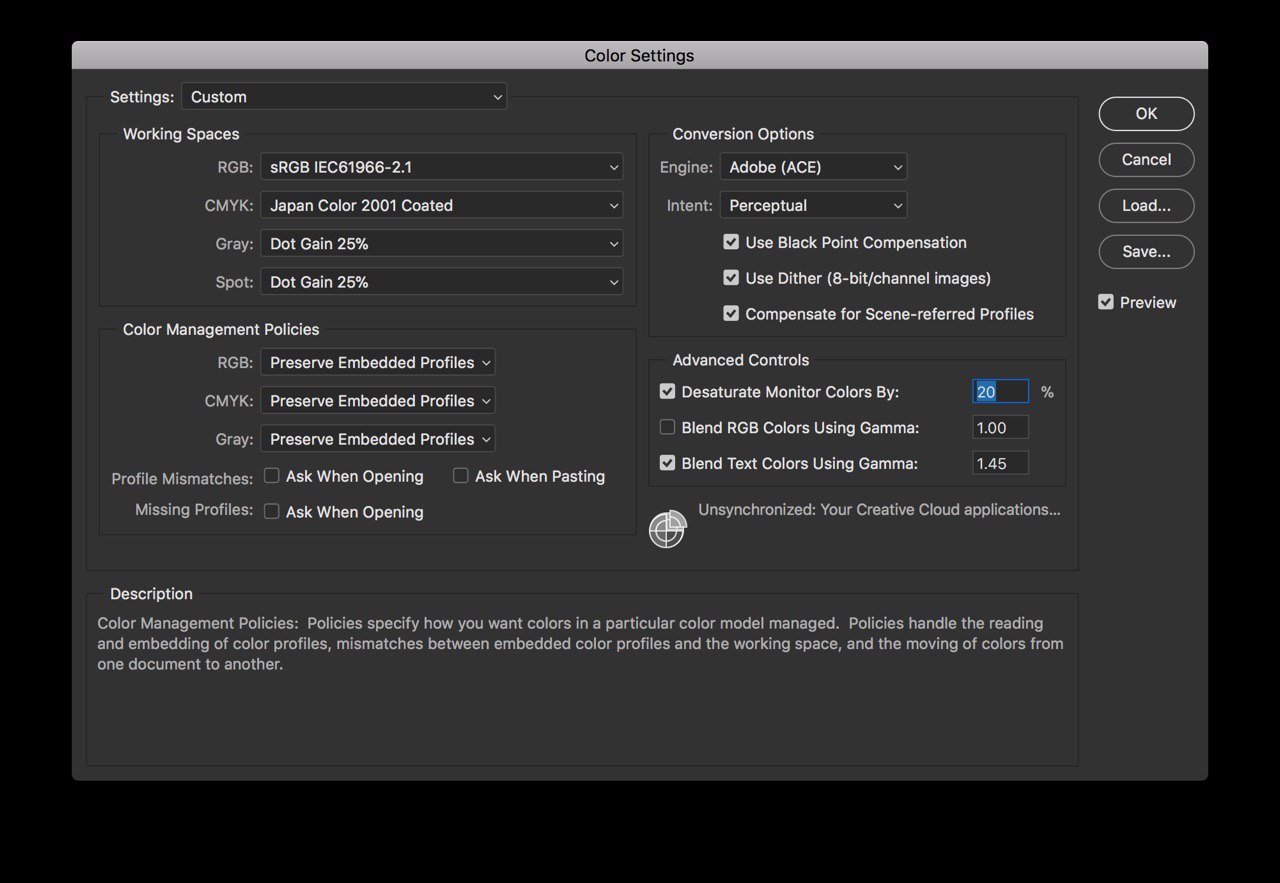 Color Settings
Settings: Custom
Working Spaces
RGB: sRGB IEC61966-2.1
CMYK: Japan Color 2001 Coated
Gray: Dot Gain 25%
Spot: Dot Gain 25%
Color Management Policies
RGB: Preserve Embedded Profiles
CMYK: Preserve Embedded Profiles
Gray: Preserve Embedded Profiles
Profile Mismatches: Ask When Opening Ask When Pasting
Missing Profiles: Ask When Opening
Conversion Options
Engine: Adobe (ACE)
Intent: Perceptual
Use Black Point Compensation
Use Dither (8-bit/channel images)
Compensate for Scene-referred Profiles
Advanced Controls
Desaturate Monitor Colors By: 20 %
Blend RGB Colors Using Gamma: 1.00
Blend Text Colors Using Gamma: 1.45
Unsynchronized: Your Creative Cloud applications...
OK
Cancel
Load...
Save...
Preview
Description
Color Management Policies: Policies specify how you want colors in a particular color model managed. Policies handle the reading
and embedding of color profiles, mismatches between embedded color profiles and the working space, and the moving of colors from
one document to another.